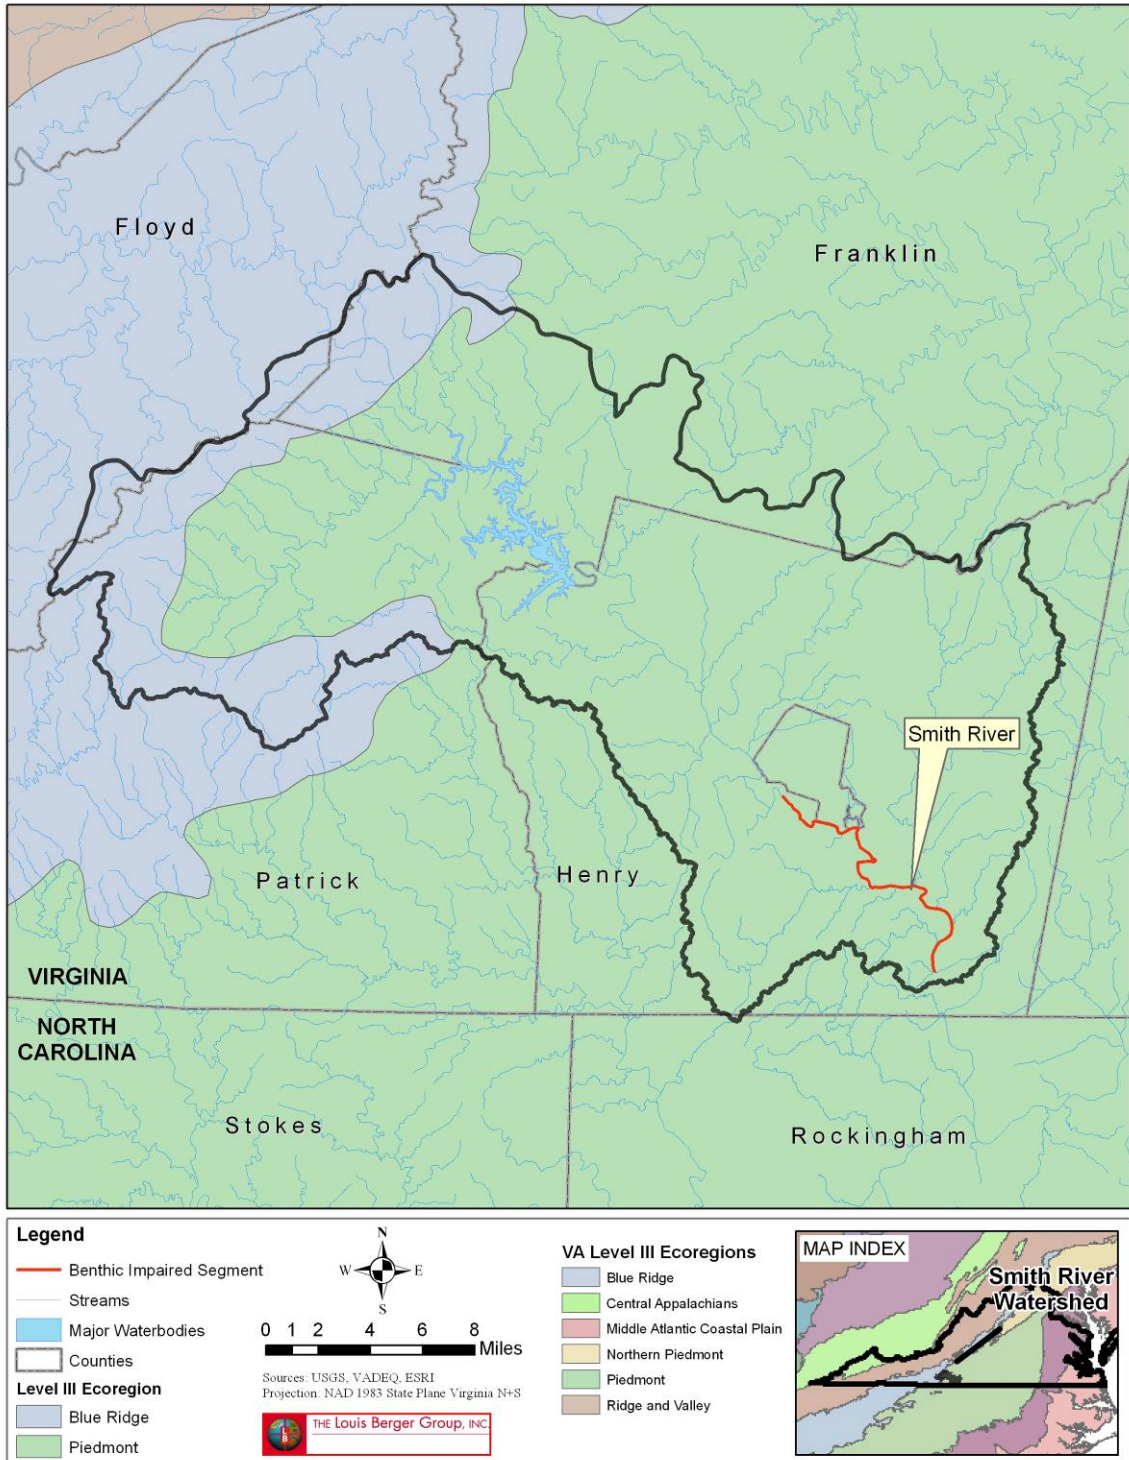 Floyd
Franklin
Smith River
Patrick
Henry
VIRGINIA
NORTH
CAROLINA
Stokes
Rockingham
Legend
Benthic Impaired Segment
Streams
Major Waterbodies
Counties
Level III Ecoregion
Blue Ridge
Piedmont
N
W
E
S
0 1 2 4 6 8
Miles
Sources: USGS, VADEQ, ESRI
Projection: NAD 1983 State Plane Virginia N+S
L
B
THE Louis Berger Group, INC.
VA Level III Ecoregions
Blue Ridge
Central Appalachians
Middle Atlantic Coastal Plain
Northern Piedmont
Piedmont
Ridge and Valley
MAP INDEX
Smith River
Watershed